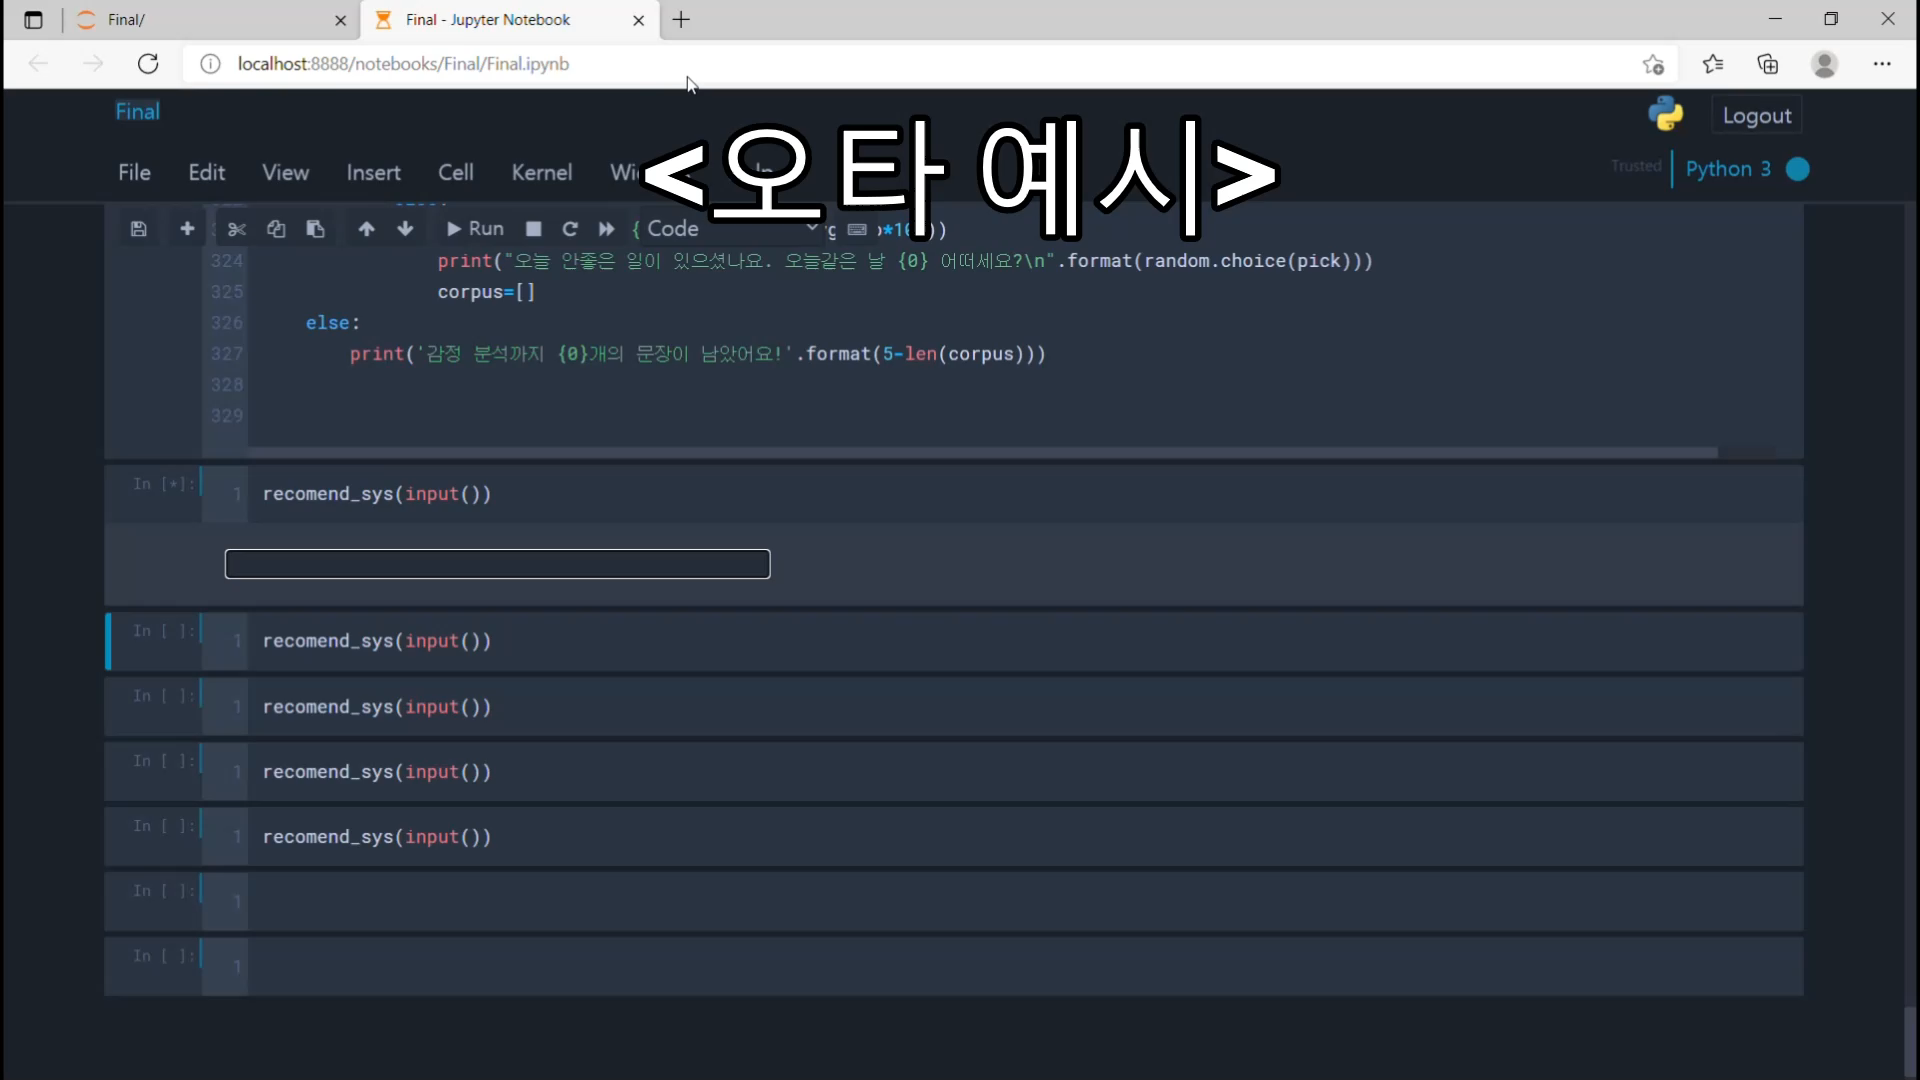 Final/
Final - Jupyter Notebook
localhost:8888/notebooks/Final/Final.ipynb
Final
Logout
<오타 예시>
File Edit View Insert Cell Kernel
Trusted Python 3
Run Code
324 print("오늘 안좋은 일이 있으셨나요. 오늘같은 날 {0} 어떠세요?\n".format(random.choice(pick)))
325 corpus=[]
326 else:
327 print('감정 분석까지 {0}개의 문장이 남았어요!'.format(5-len(corpus)))
328
329
In [*]: 1 recomend_sys(input())
In [ ]: 1 recomend_sys(input())
In [ ]: 1 recomend_sys(input())
In [ ]: 1 recomend_sys(input())
In [ ]: 1 recomend_sys(input())
In [ ]: 1
In [ ]: 1